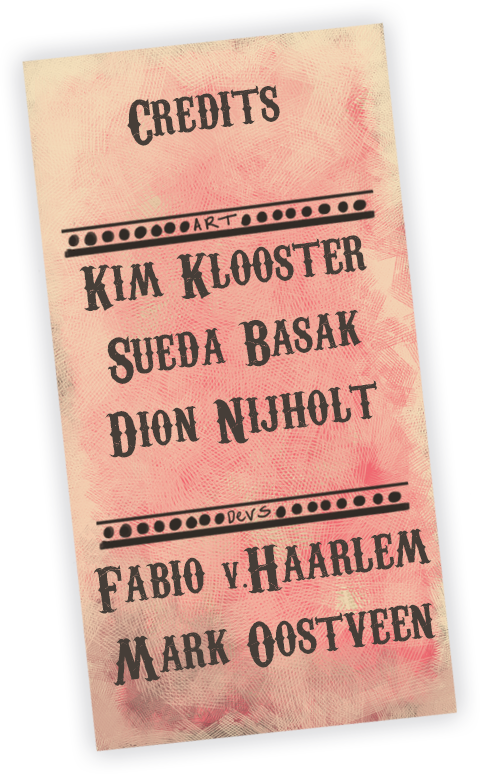 Credits
ART
Kim Klooster
Sueda Basak
Dion Nijholt
Devs
Fabio v.Haarlem
Mark Oostveen